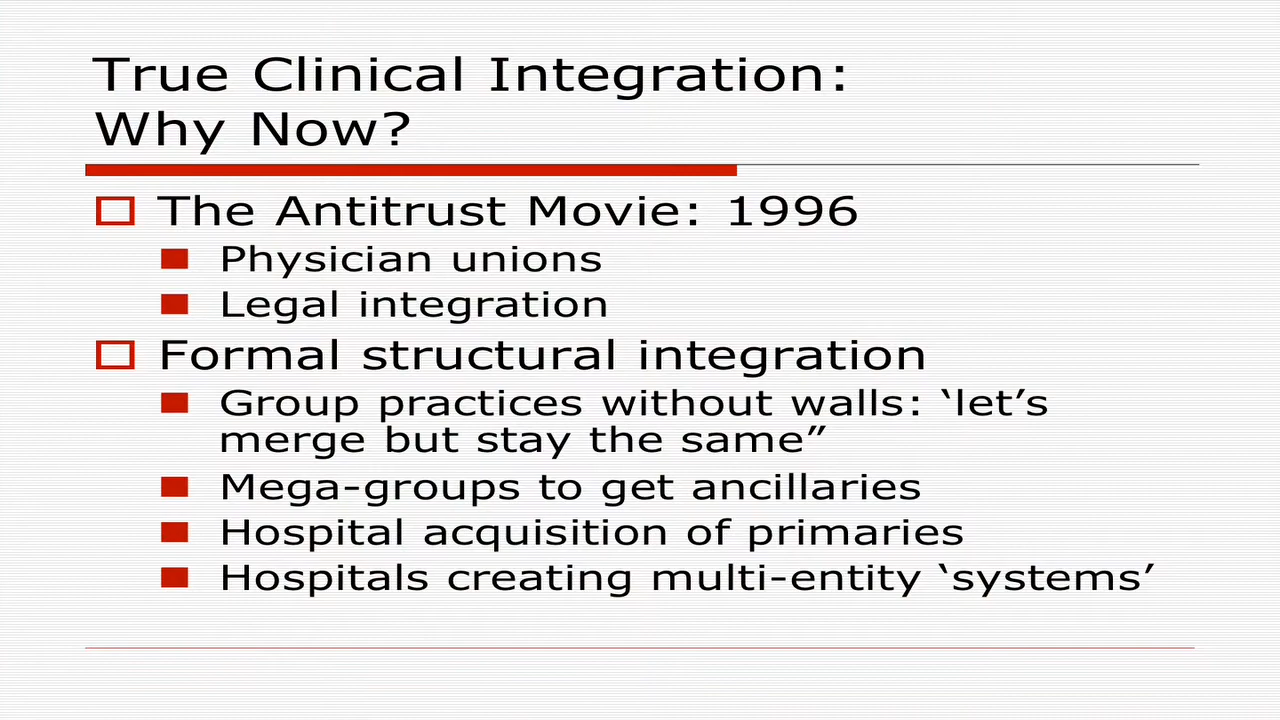 True Clinical Integration:
Why Now?
The Antitrust Movie: 1996
Physician unions
Legal integration
Formal structural integration
Group practices without walls: ‘let’s
merge but stay the same”
Mega-groups to get ancillaries
Hospital acquisition of primaries
Hospitals creating multi-entity ‘systems’